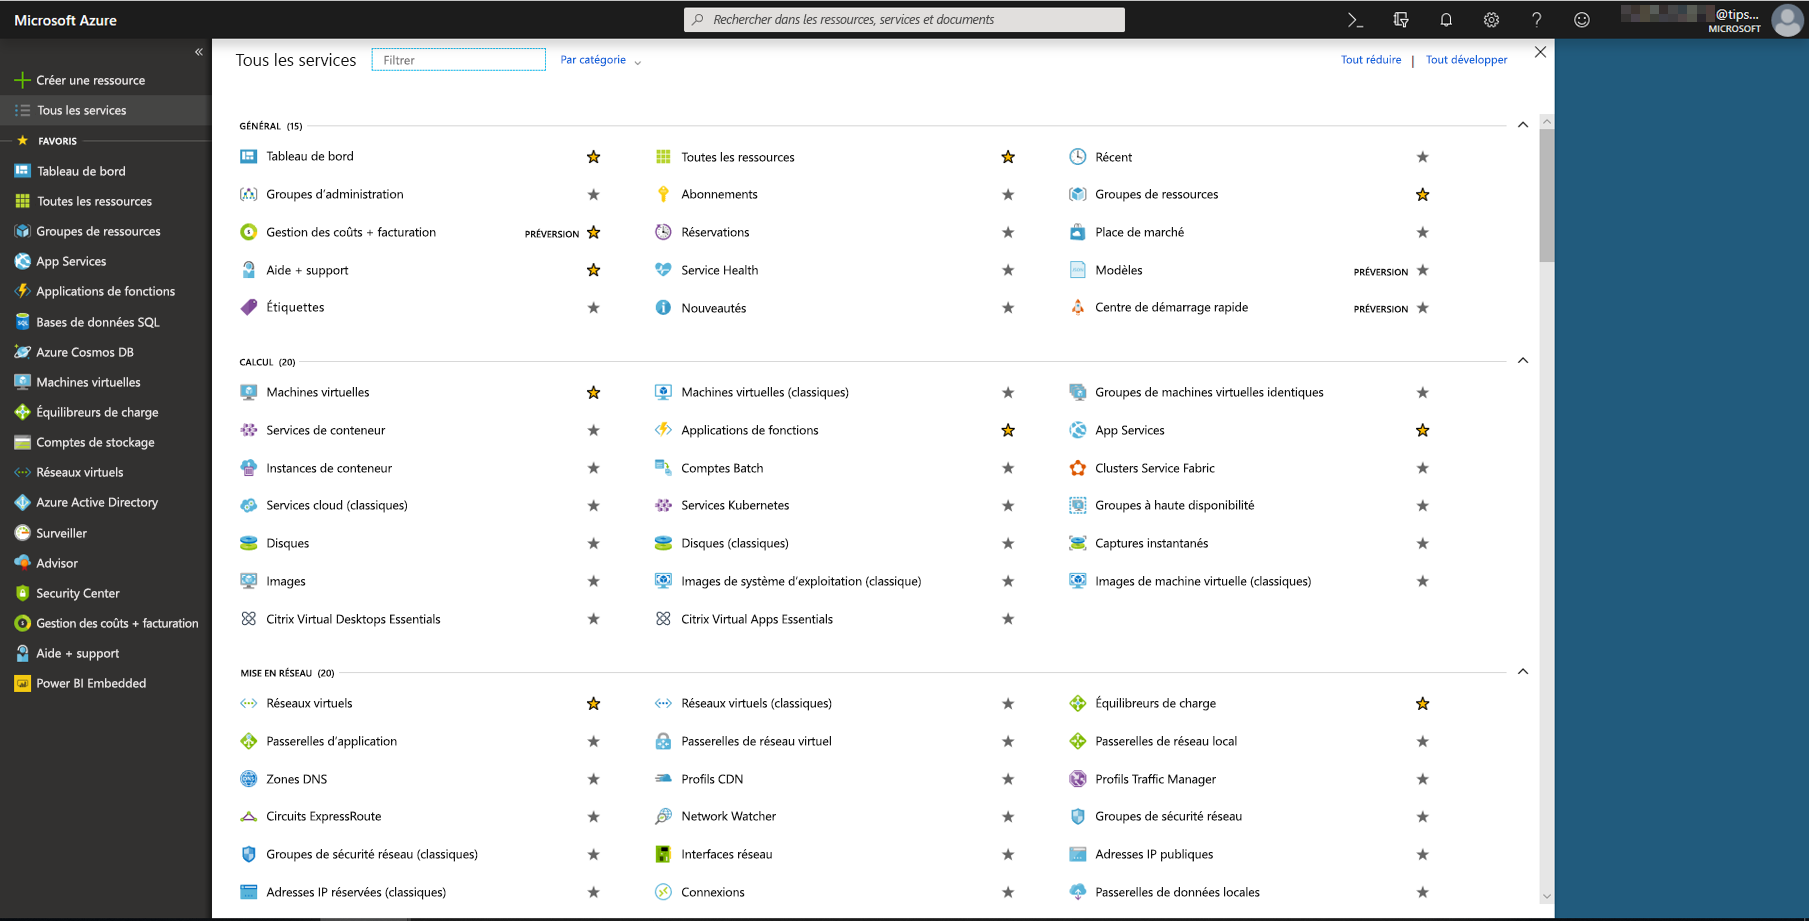 Microsoft Azure
Rechercher dans les ressources, services et documents
@tips...
MICROSOFT
Créer une ressource
Tous les services
FAVORIS
Tableau de bord
Toutes les ressources
Groupes de ressources
App Services
Applications de fonctions
Bases de données SQL
Azure Cosmos DB
Machines virtuelles
Équilibreurs de charge
Comptes de stockage
Réseaux virtuels
Azure Active Directory
Surveiller
Advisor
Security Center
Gestion des coûts + facturation
Aide + support
Power BI Embedded
Tous les services
Filtrer
Par catégorie
Tout réduire
Tout développer
GÉNÉRAL (15)
Tableau de bord
Toutes les ressources
Récent
Groupes d'administration
Abonnements
Groupes de ressources
Gestion des coûts + facturation
PRÉVERSION
Réservations
Place de marché
Aide + support
Service Health
Modèles
PRÉVERSION
Étiquettes
Nouveautés
Centre de démarrage rapide
PRÉVERSION
CALCUL (20)
Machines virtuelles
Machines virtuelles (classiques)
Groupes de machines virtuelles identiques
Services de conteneur
Applications de fonctions
App Services
Instances de conteneur
Comptes Batch
Clusters Service Fabric
Services cloud (classiques)
Services Kubernetes
Groupes à haute disponibilité
Disques
Disques (classiques)
Captures instantanés
Images
Images de système d'exploitation (classique)
Images de machine virtuelle (classiques)
Citrix Virtual Desktops Essentials
Citrix Virtual Apps Essentials
MISE EN RÉSEAU (20)
Réseaux virtuels
Réseaux virtuels (classiques)
Équilibreurs de charge
Passerelles d'application
Passerelles de réseau virtuel
Passerelles de réseau local
Zones DNS
Profils CDN
Profils Traffic Manager
Circuits ExpressRoute
Network Watcher
Groupes de sécurité réseau
Groupes de sécurité réseau (classiques)
Interfaces réseau
Adresses IP publiques
Adresses IP réservées (classiques)
Connexions
Passerelles de données locales